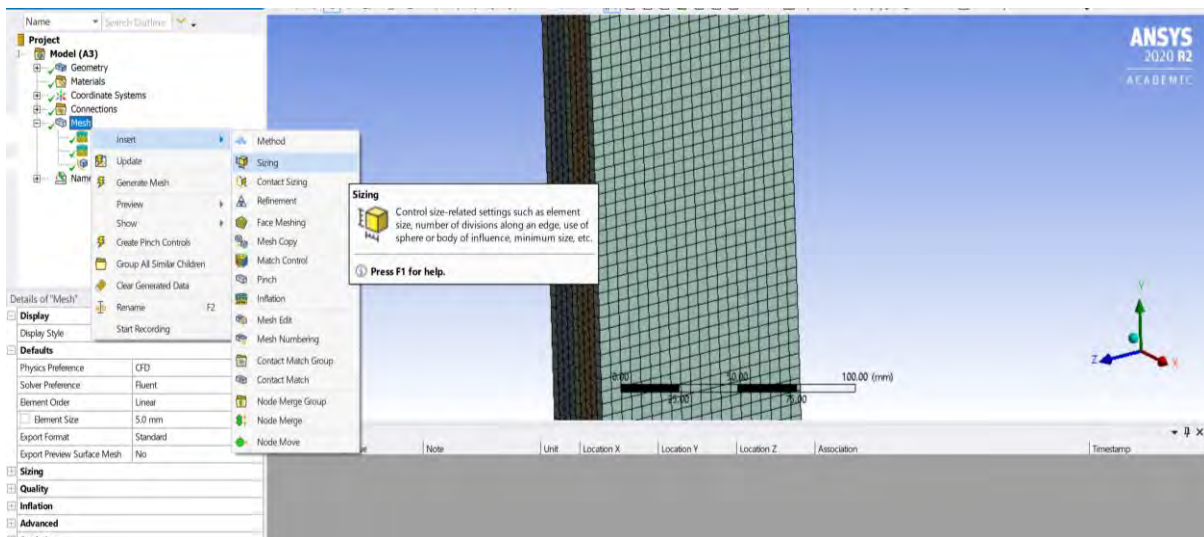 Name
Search Outline
ANSYS
2020 R2
ACADEMIC
Project
Model (A3)
Geometry
Materials
Coordinate Systems
Connections
Mesh
Name
Insert
Update
Generate Mesh
Preview
Show
Create Pinch Controls
Group All Similar Children
Clear Generated Data
Rename F2
Start Recording
Method
Sizing
Contact Sizing
Refinement
Face Meshing
Mesh Copy
Match Control
Pinch
Inflation
Mesh Edit
Mesh Numbering
Contact Match Group
Contact Match
Node Merge Group
Node Merge
Node Move
Sizing
Control size-related settings such as element
size, number of divisions along an edge, use of
sphere or body of influence, minimum size, etc.
Press F1 for help.
Details of "Mesh"
Display
Display Style
Defaults
Physics Preference CFD
Solver Preference Fluent
Element Order Linear
Element Size 5.0 mm
Export Format Standard
Export Preview Surface Mesh No
Sizing
Quality
Inflation
Advanced
Y
Z
X
0.00 50.00 100.00 (mm)
25.00 75.00
Note Unit Location X Location Y Location Z Association Timestamp